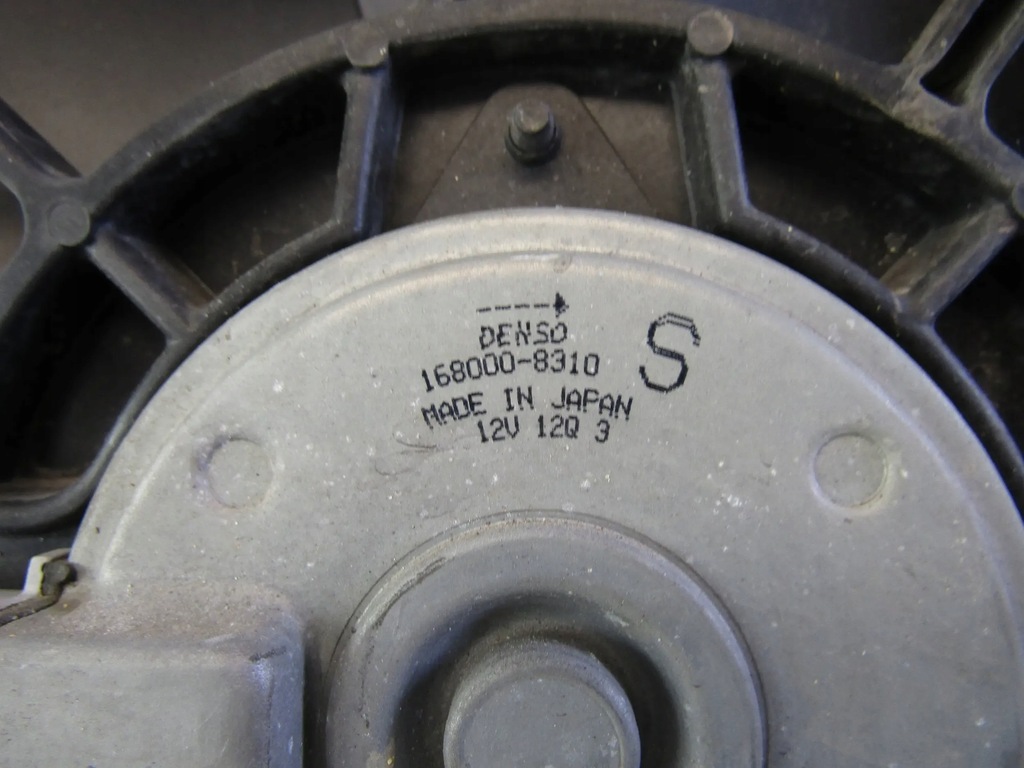 DENSO
168000-8310
S
MADE IN JAPAN
12V 12Q 3